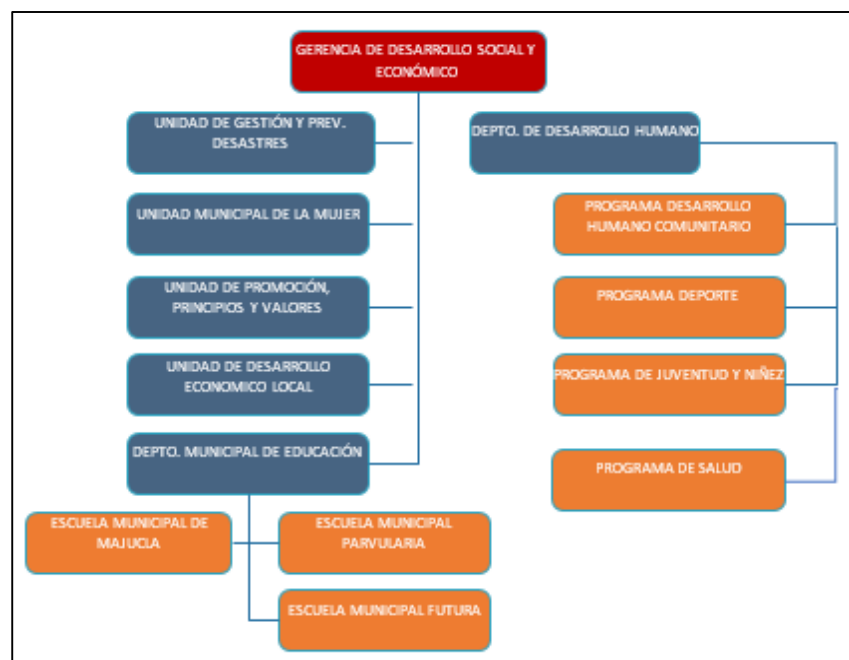 GERENCIA DE DESARROLLO SOCIAL Y
ECONÓMICO
UNIDAD DE GESTIÓN Y PREV.
DESASTRES
DEPTO. DE DESARROLLO HUMANO
UNIDAD MUNICIPAL DE LA MUJER
PROGRAMA DESARROLLO
HUMANO COMUNITARIO
UNIDAD DE PROMOCIÓN,
PRINCIPIOS Y VALORES
PROGRAMA DEPORTE
UNIDAD DE DESARROLLO
ECONOMICO LOCAL
PROGRAMA DE JUVENTUD Y NIÑEZ
DEPTO. MUNICIPAL DE EDUCACIÓN
PROGRAMA DE SALUD
ESCUELA MUNICIPAL DE
MAJUCLA
ESCUELA MUNICIPAL
PARVULARIA
ESCUELA MUNICIPAL FUTURA